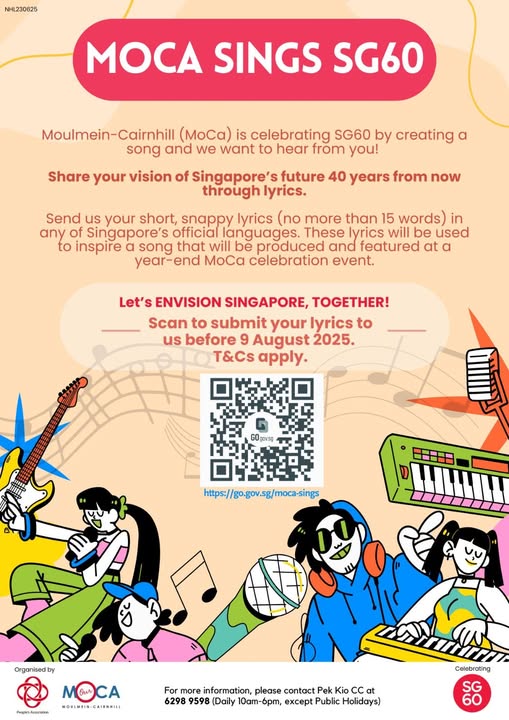 NHL230625
MOCA SINGS SG60
Moulmein-Cairnhill (MoCa) is celebrating SG60 by creating a
song and we want to hear from you!
Share your vision of Singapore's future 40 years from now
through lyrics.
Send us your short, snappy lyrics (no more than 15 words) in
any of Singapore's official languages. These lyrics will be used
to inspire a song that will be produced and featured at a
year-end MoCa celebration event.
Let's ENVISION SINGAPORE, TOGETHER!
Scan to submit your lyrics to
us before 9 August 2025.
T&Cs apply.
GOgov.sg
https://go.gov.sg/moca-sings
Organised by
People's Association
Our
MOCA
MOULMEIN-CAIRNHILL
For more information, please contact Pek Kio CC at
6298 9598 (Daily 10am-6pm, except Public Holidays)
Celebrating
SG
60